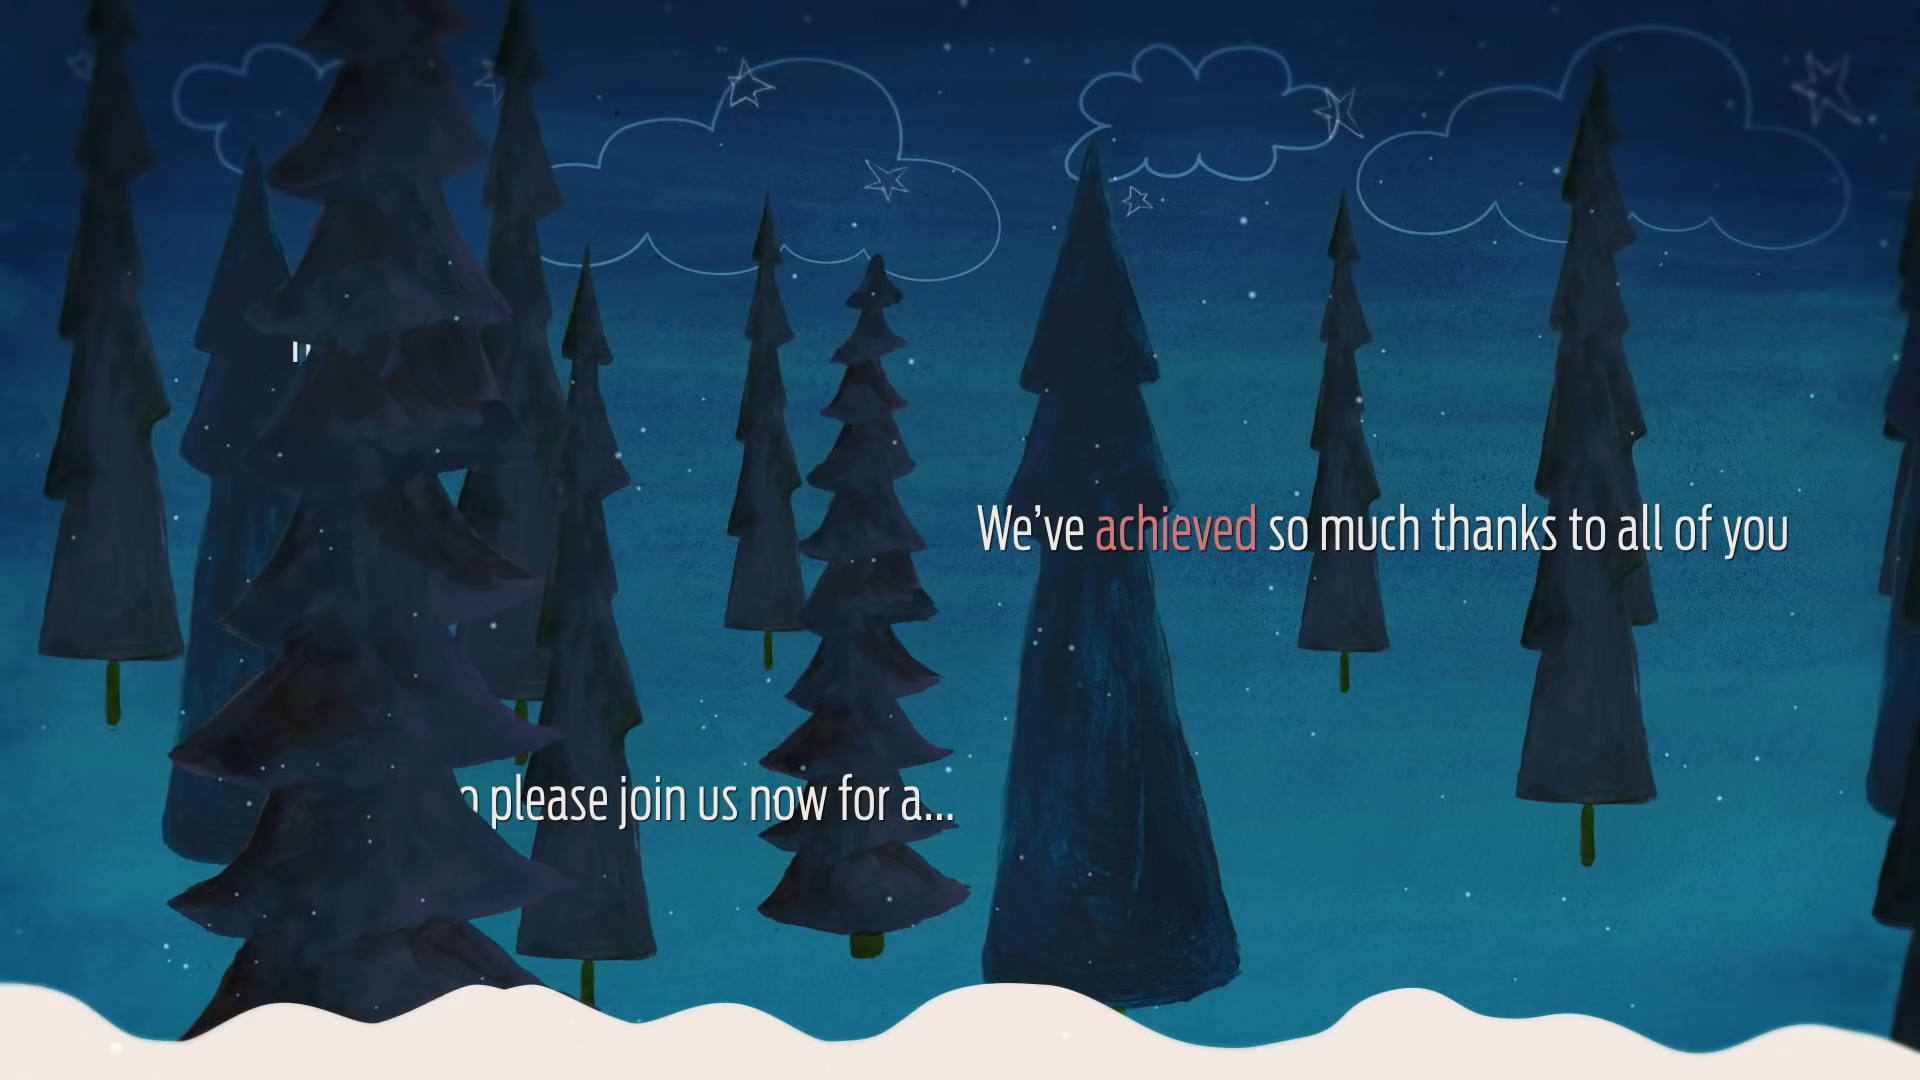 We’ve achieved so much thanks to all of you
please join us now for a...